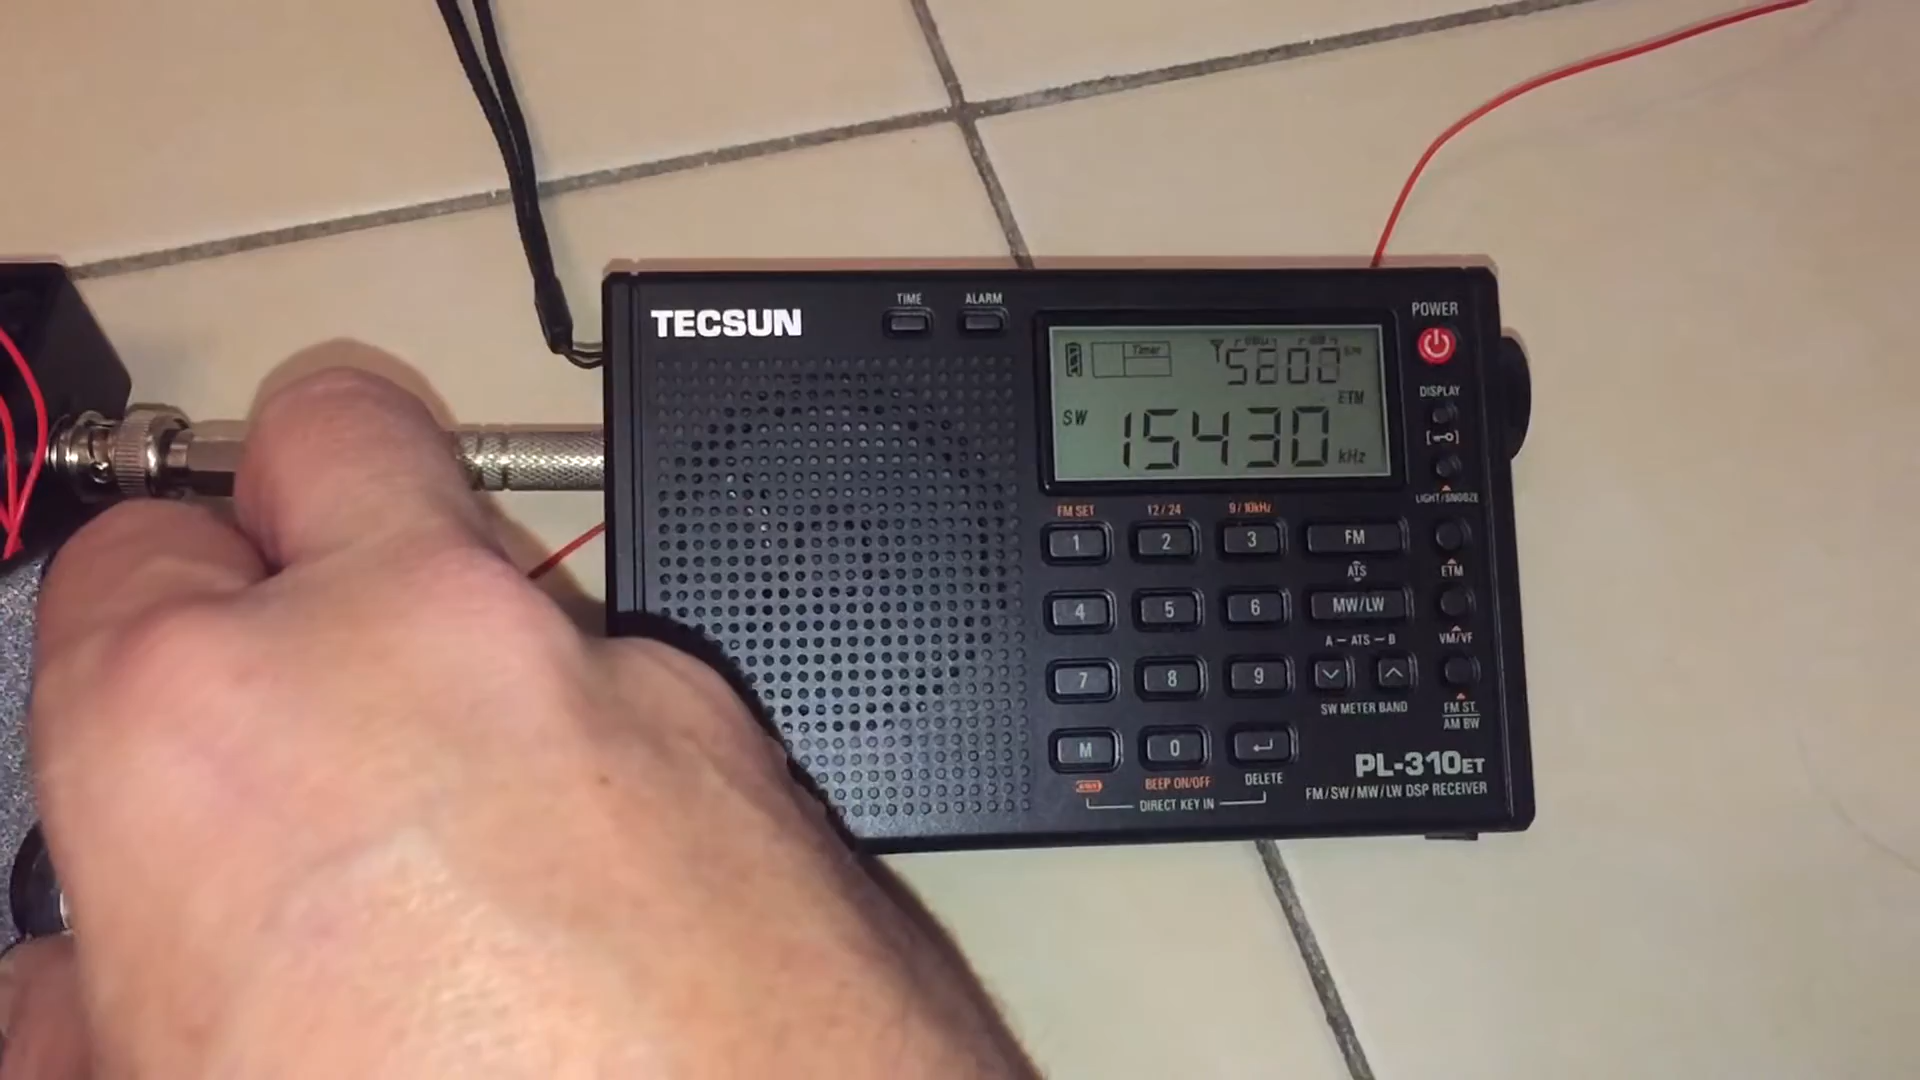 TIME ALARM
TECSUN
POWER
Timer
DISPLAY
ETM
SW 15430 kHz
LIGHT/SNOOZE
FM SET 12/24 9/10kHz
1 2 3 FM
ATS
ETM
4 5 6 MW/LW
A - ATS - B
VM/VF
7 8 9
SW METER BAND
FM ST.
AM BW
M 0
PL-310ET
BEEP ON/OFF DELETE
DIRECT KEY IN
FM/SW/MW/LW DSP RECEIVER